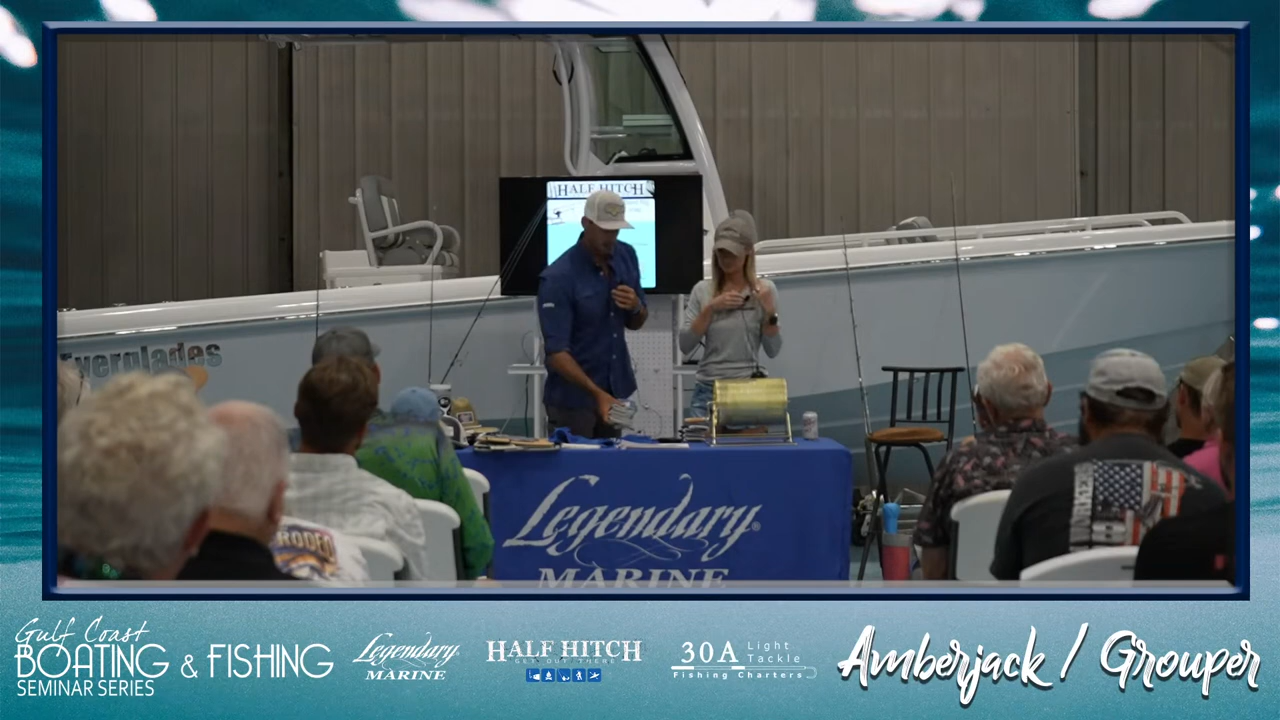 HALF HITCH
Everglades
RODEO
Legendary®
MARINE
Gulf Coast
BOATING & FISHING
SEMINAR SERIES
Legendary
MARINE
HALF HITCH
GET OUT THERE
30A Light
Tackle
Fishing Charters
Amberjack / Grouper